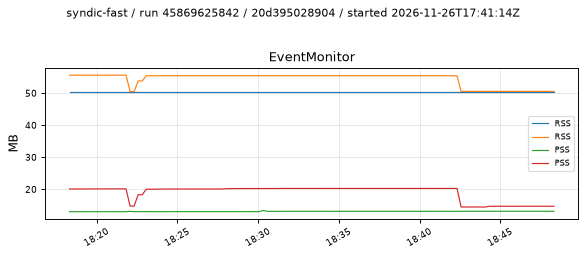 syndic-fast / run 45869625842 / 20d395028904 / started 2026-11-26T17:41:14Z
EventMonitor
MB
50
40
30
20
RSS
RSS
PSS
PSS
18:20
18:25
18:30
18:35
18:40
18:45